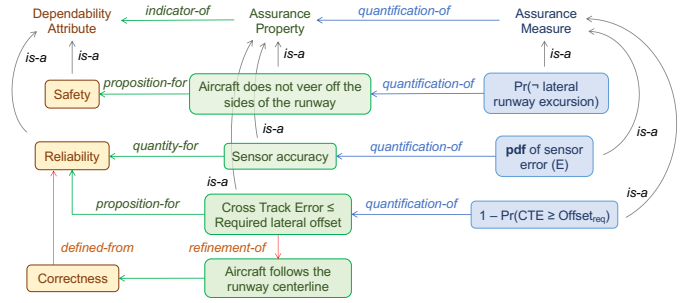 Dependability
Attribute
indicator-of
Assurance
Property
quantification-of
Assurance
Measure
is-a
is-a
is-a
is-a
Safety
proposition-for
Aircraft does not veer off the
sides of the runway
quantification-of
Pr(¬ lateral
runway excursion)
is-a
is-a
Reliability
quantity-for
Sensor accuracy
quantification-of
pdf of sensor
error (E)
is-a
is-a
proposition-for
Cross Track Error ≤
Required lateral offset
quantification-of
1 – Pr(CTE ≥ Offsetreq)
defined-from
refinement-of
Correctness
Aircraft follows the
runway centerline